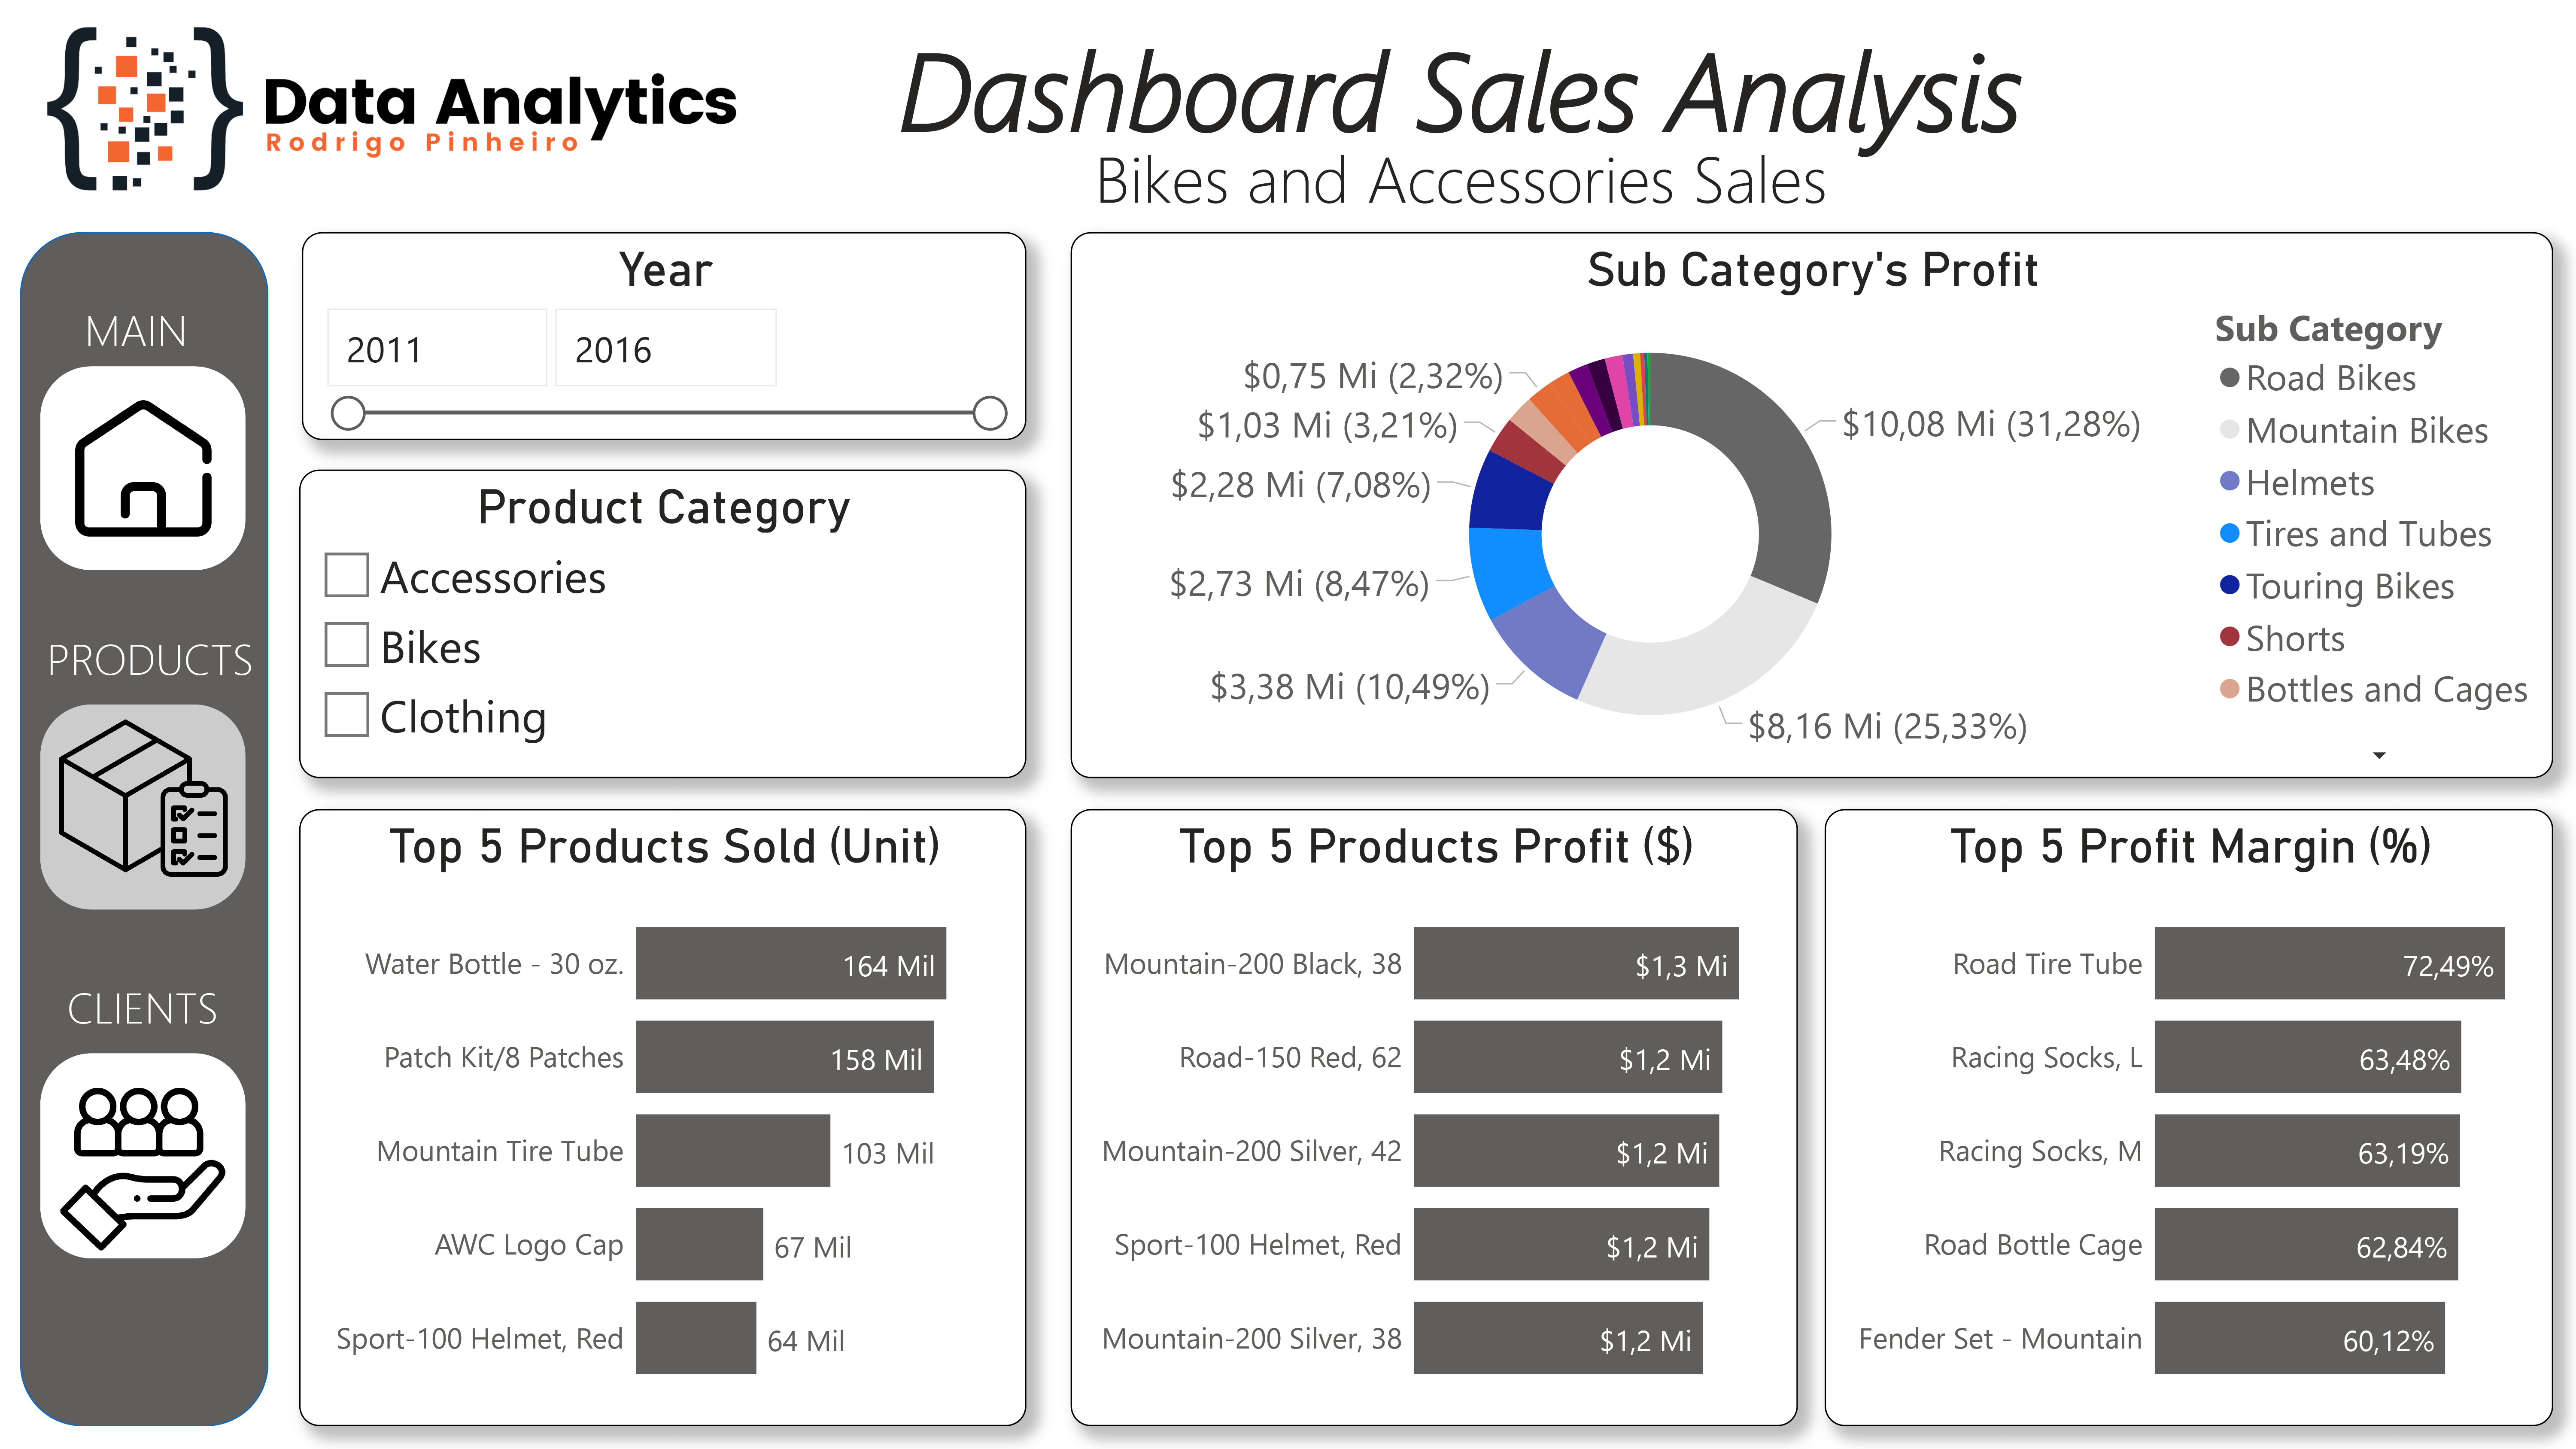 Data Analytics
Rodrigo Pinheiro
Dashboard Sales Analysis
Bikes and Accessories Sales
MAIN
PRODUCTS
CLIENTS
Year
2011
2016
Product Category
Accessories
Bikes
Clothing
Sub Category's Profit
$0,75 Mi (2,32%)
$1,03 Mi (3,21%)
$2,28 Mi (7,08%)
$2,73 Mi (8,47%)
$3,38 Mi (10,49%)
$10,08 Mi (31,28%)
$8,16 Mi (25,33%)
Sub Category
Road Bikes
Mountain Bikes
Helmets
Tires and Tubes
Touring Bikes
Shorts
Bottles and Cages
Top 5 Products Sold (Unit)
Water Bottle - 30 oz. 164 Mil
Patch Kit/8 Patches 158 Mil
Mountain Tire Tube 103 Mil
AWC Logo Cap 67 Mil
Sport-100 Helmet, Red 64 Mil
Top 5 Products Profit ($)
Mountain-200 Black, 38 $1,3 Mi
Road-150 Red, 62 $1,2 Mi
Mountain-200 Silver, 42 $1,2 Mi
Sport-100 Helmet, Red $1,2 Mi
Mountain-200 Silver, 38 $1,2 Mi
Top 5 Profit Margin (%)
Road Tire Tube 72,49%
Racing Socks, L 63,48%
Racing Socks, M 63,19%
Road Bottle Cage 62,84%
Fender Set - Mountain 60,12%